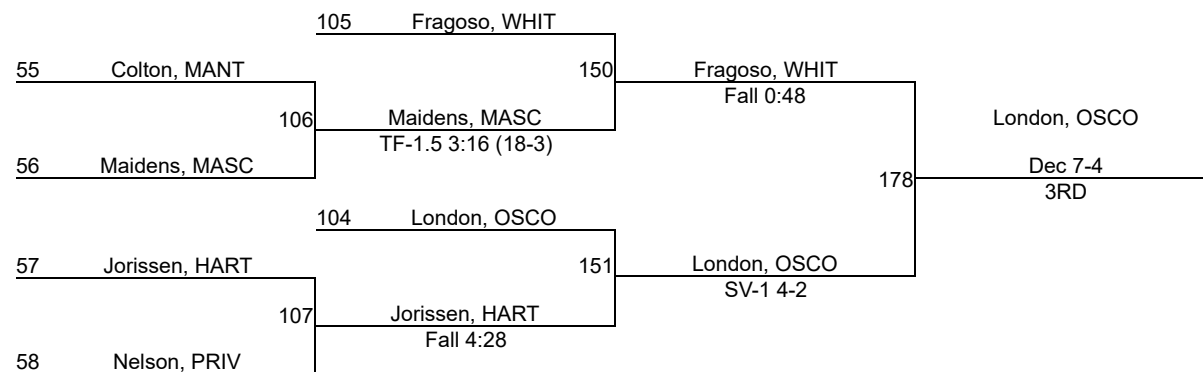 105 Fragoso, WHIT
55 Colton, MANT
150 Fragoso, WHIT
Fall 0:48
106 Maidens, MASC
TF-1.5 3:16 (18-3)
London, OSCO
56 Maidens, MASC
178 Dec 7-4
3RD
104 London, OSCO
57 Jorissen, HART
151 London, OSCO
SV-1 4-2
107 Jorissen, HART
Fall 4:28
58 Nelson, PRIV